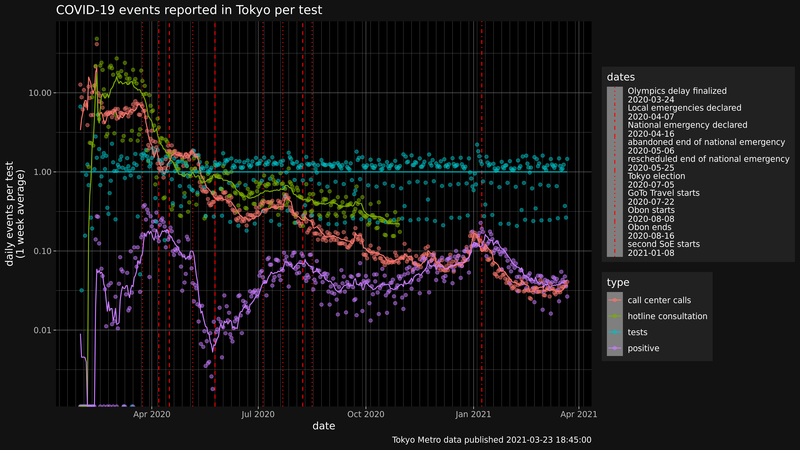 COVID-19 events reported in Tokyo per test
10.00
1.00
0.10
0.01
daily events per test
(1 week average)
Apr 2020
Jul 2020
Oct 2020
Jan 2021
Apr 2021
date
Tokyo Metro data published 2021-03-23 18:45:00
dates
Olympics delay finalized
2020-03-24
Local emergencies declared
2020-04-07
National emergency declared
2020-04-16
abandoned end of national emergency
2020-05-06
rescheduled end of national emergency
2020-05-25
Tokyo election
2020-07-05
GoTo Travel starts
2020-07-22
Obon starts
2020-08-08
Obon ends
2020-08-16
second SoE starts
2021-01-08
type
call center calls
hotline consultation
tests
positive